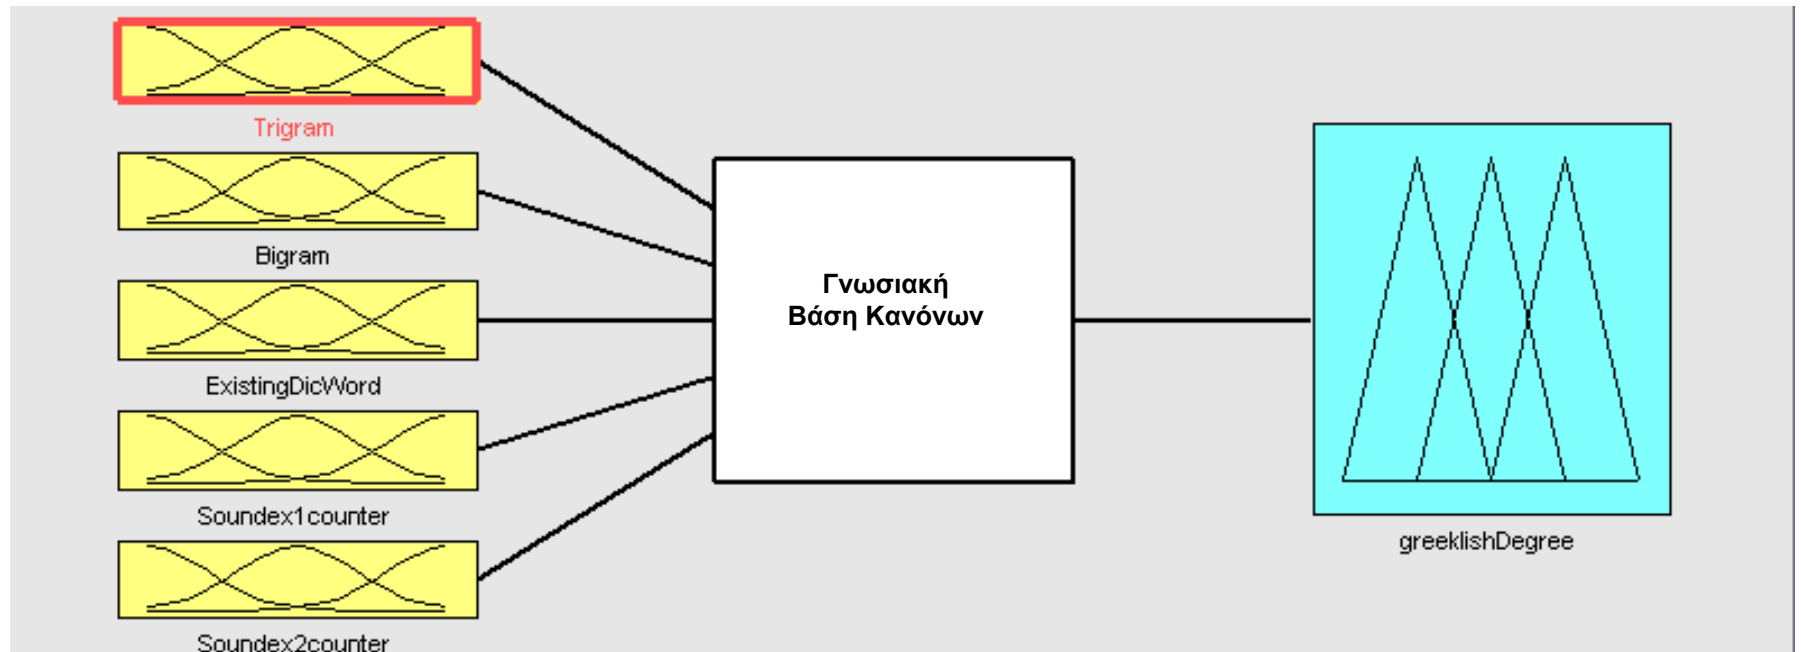 Trigram
Bigram
ExistingDicWord
Soundex1counter
Soundex2counter
Γνωσιακή
Βάση Κανόνων
greeklishDegree